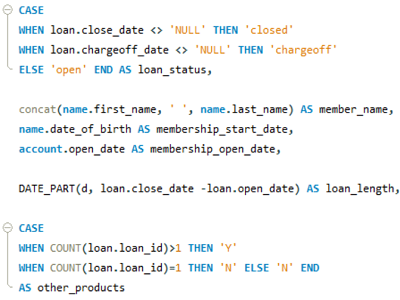 CASE
WHEN loan.close_date <> 'NULL' THEN 'closed'
WHEN loan.chargeoff_date <> 'NULL' THEN 'chargeoff'
ELSE 'open' END AS loan_status,
concat(name.first_name, ' ', name.last_name) AS member_name,
name.date_of_birth AS membership_start_date,
account.open_date AS membership_open_date,
DATE_PART(d, loan.close_date -loan.open_date) AS loan_length,
CASE
WHEN COUNT(loan.loan_id)>1 THEN 'Y'
WHEN COUNT(loan.loan_id)=1 THEN 'N' ELSE 'N' END
AS other_products